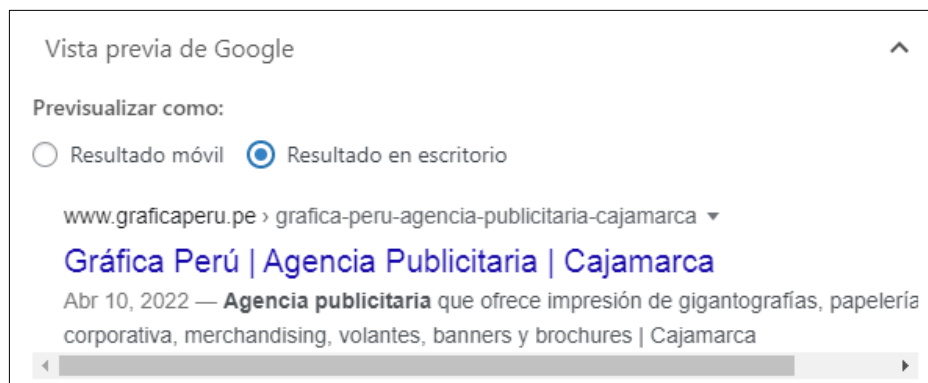 Vista previa de Google
Previsualizar como:
Resultado móvil Resultado en escritorio
www.graficaperu.pe › grafica-peru-agencia-publicitaria-cajamarca
Gráfica Perú | Agencia Publicitaria | Cajamarca
Abr 10, 2022 — Agencia publicitaria que ofrece impresión de gigantografías, papelería
corporativa, merchandising, volantes, banners y brochures | Cajamarca